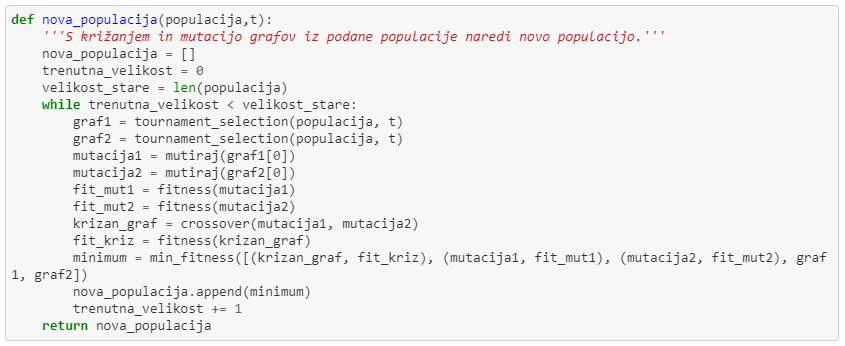 def nova_populacija(populacija,t):
    '''S križanjem in mutacijo grafov iz podane populacije naredi novo populacijo.'''
    nova_populacija = []
    trenutna_velikost = 0
    velikost_stare = len(populacija)
    while trenutna_velikost < velikost_stare:
        graf1 = tournament_selection(populacija, t)
        graf2 = tournament_selection(populacija, t)
        mutacija1 = mutiraj(graf1[0])
        mutacija2 = mutiraj(graf2[0])
        fit_mut1 = fitness(mutacija1)
        fit_mut2 = fitness(mutacija2)
        krizan_graf = crossover(mutacija1, mutacija2)
        fit_kriz = fitness(krizan_graf)
        minimum = min_fitness([(krizan_graf, fit_kriz), (mutacija1, fit_mut1), (mutacija2, fit_mut2), graf
1, graf2])
        nova_populacija.append(minimum)
        trenutna_velikost += 1
    return nova_populacija